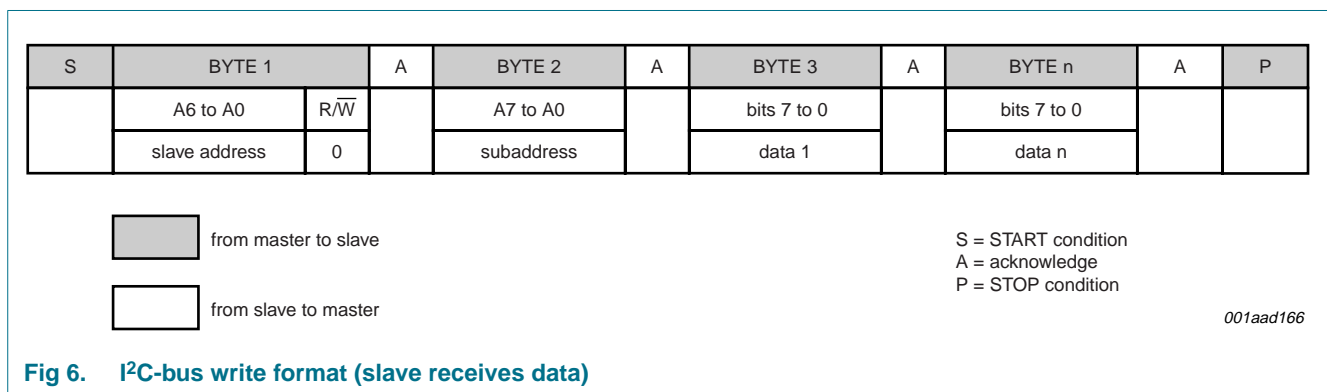 S BYTE 1 A BYTE 2 A BYTE 3 A BYTE n A P
A6 to A0 R/W̅ A7 to A0 bits 7 to 0 bits 7 to 0
slave address 0 subaddress data 1 data n
from master to slave
from slave to master
S = START condition
A = acknowledge
P = STOP condition
001aad166
Fig 6. I²C-bus write format (slave receives data)